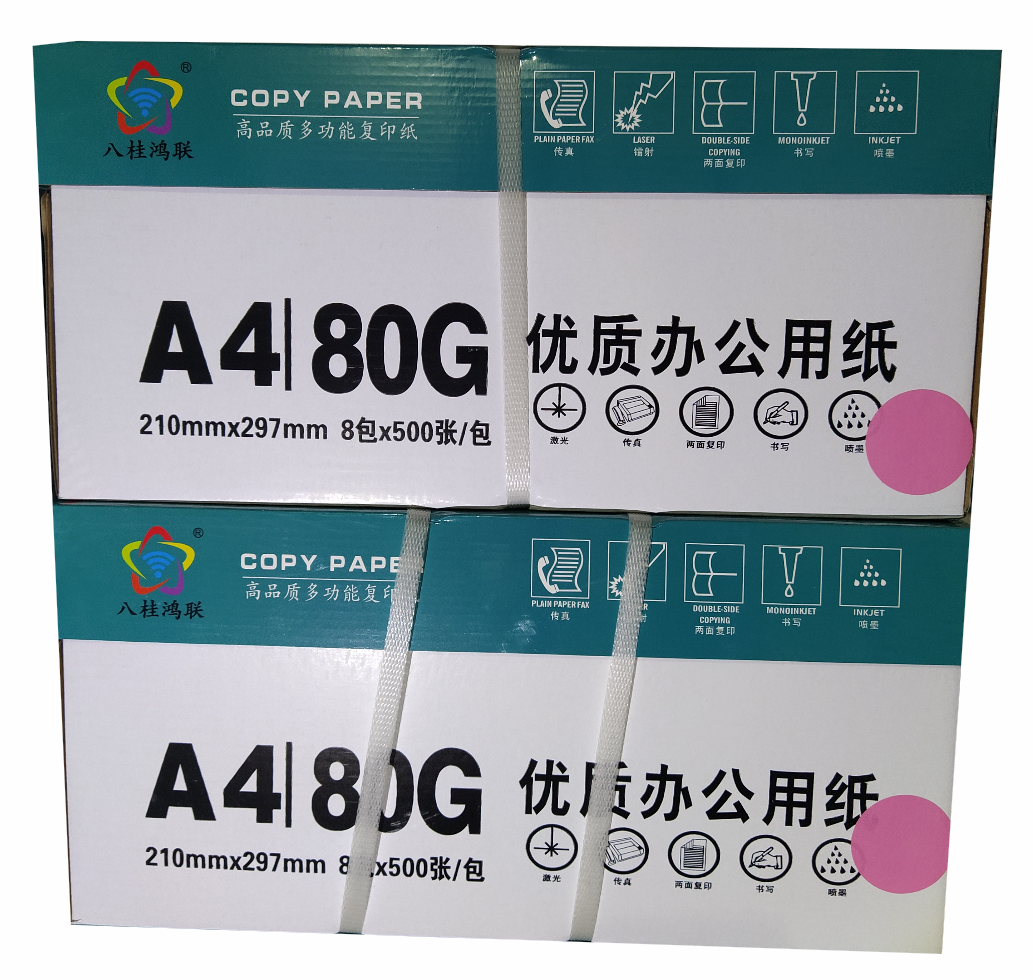 ®
八桂鸿联
COPY PAPER
高品质多功能复印纸
PLAIN PAPER FAX
传真
LASER
镭射
DOUBLE-SIDE
COPYING
两面复印
MONOINKJET
书写
INKJET
喷墨
A4|80G
210mmx297mm 8包x500张/包
优质办公用纸
激光
传真
两面复印
书写
喷墨
®
八桂鸿联
COPY PAPE
高品质多功能复印
PLAIN PAPER FAX
传真
射
DOUBLE-SIDE
COPYING
两面复印
MONOINKJET
书写
INKJET
喷墨
A4|80G
210mmx297mm 8包x500张/包
优质办公用纸
激光
传真
两面复印
书写
喷墨